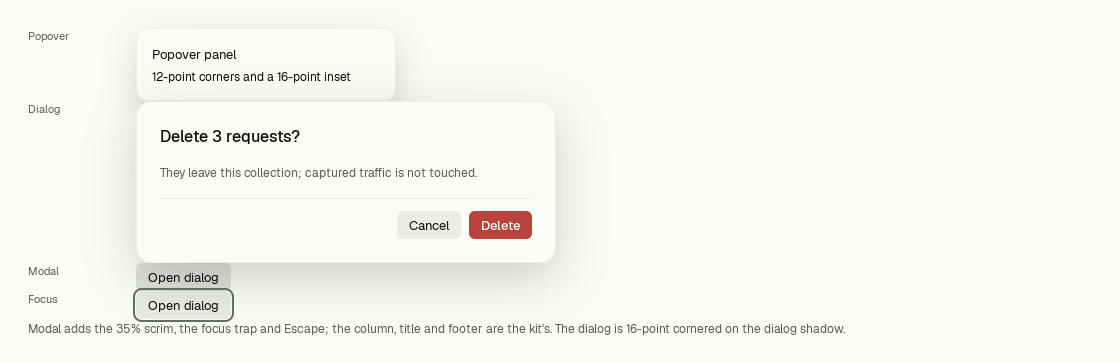 Popover
Popover panel
12-point corners and a 16-point inset
Dialog
Delete 3 requests?
They leave this collection; captured traffic is not touched.
Cancel
Delete
Modal
Open dialog
Focus
Open dialog
Modal adds the 35% scrim, the focus trap and Escape; the column, title and footer are the kit's. The dialog is 16-point cornered on the dialog shadow.